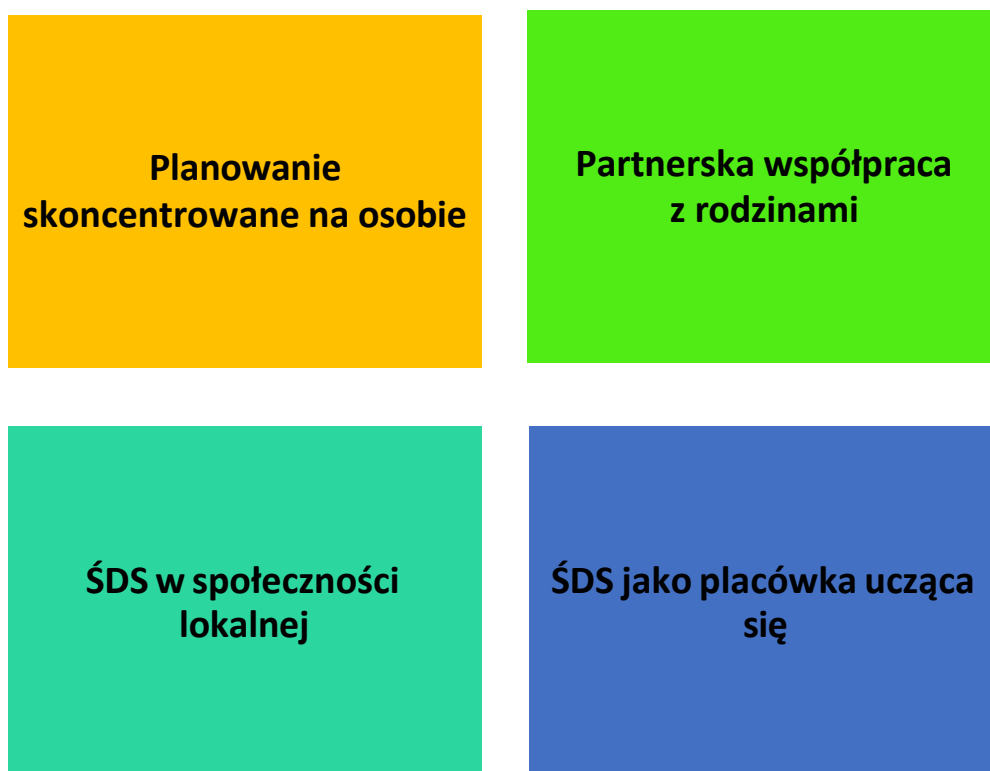 Planowanie
skoncentrowane na osobie
Partnerska współpraca
z rodzinami
ŚDS w społeczności
lokalnej
ŚDS jako placówka ucząca
się